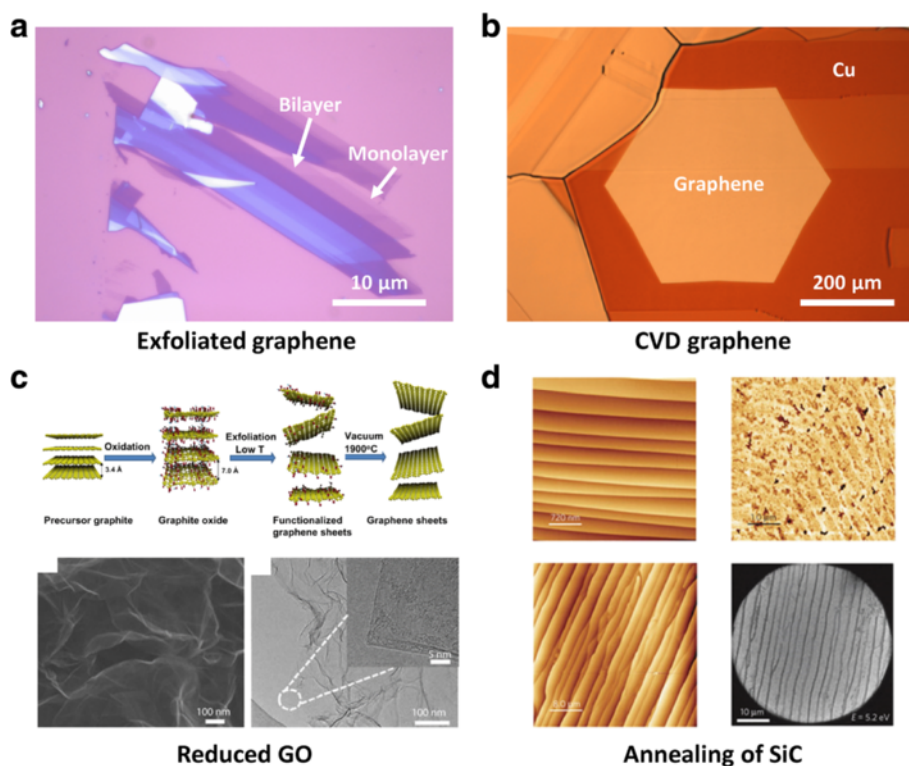 a
Bilayer
Monolayer
10 µm
Exfoliated graphene
b
Cu
Graphene
200 µm
CVD graphene
c
Oxidation
Exfoliation
Low T
Vacuum
1900°C
3.4 Å
7.0 Å
Precursor graphite
Graphite oxide
Functionalized
graphene sheets
Graphene sheets
100 nm
5 nm
100 nm
Reduced GO
d
720 nm
10 µm
E = 5.2 eV
Annealing of SiC